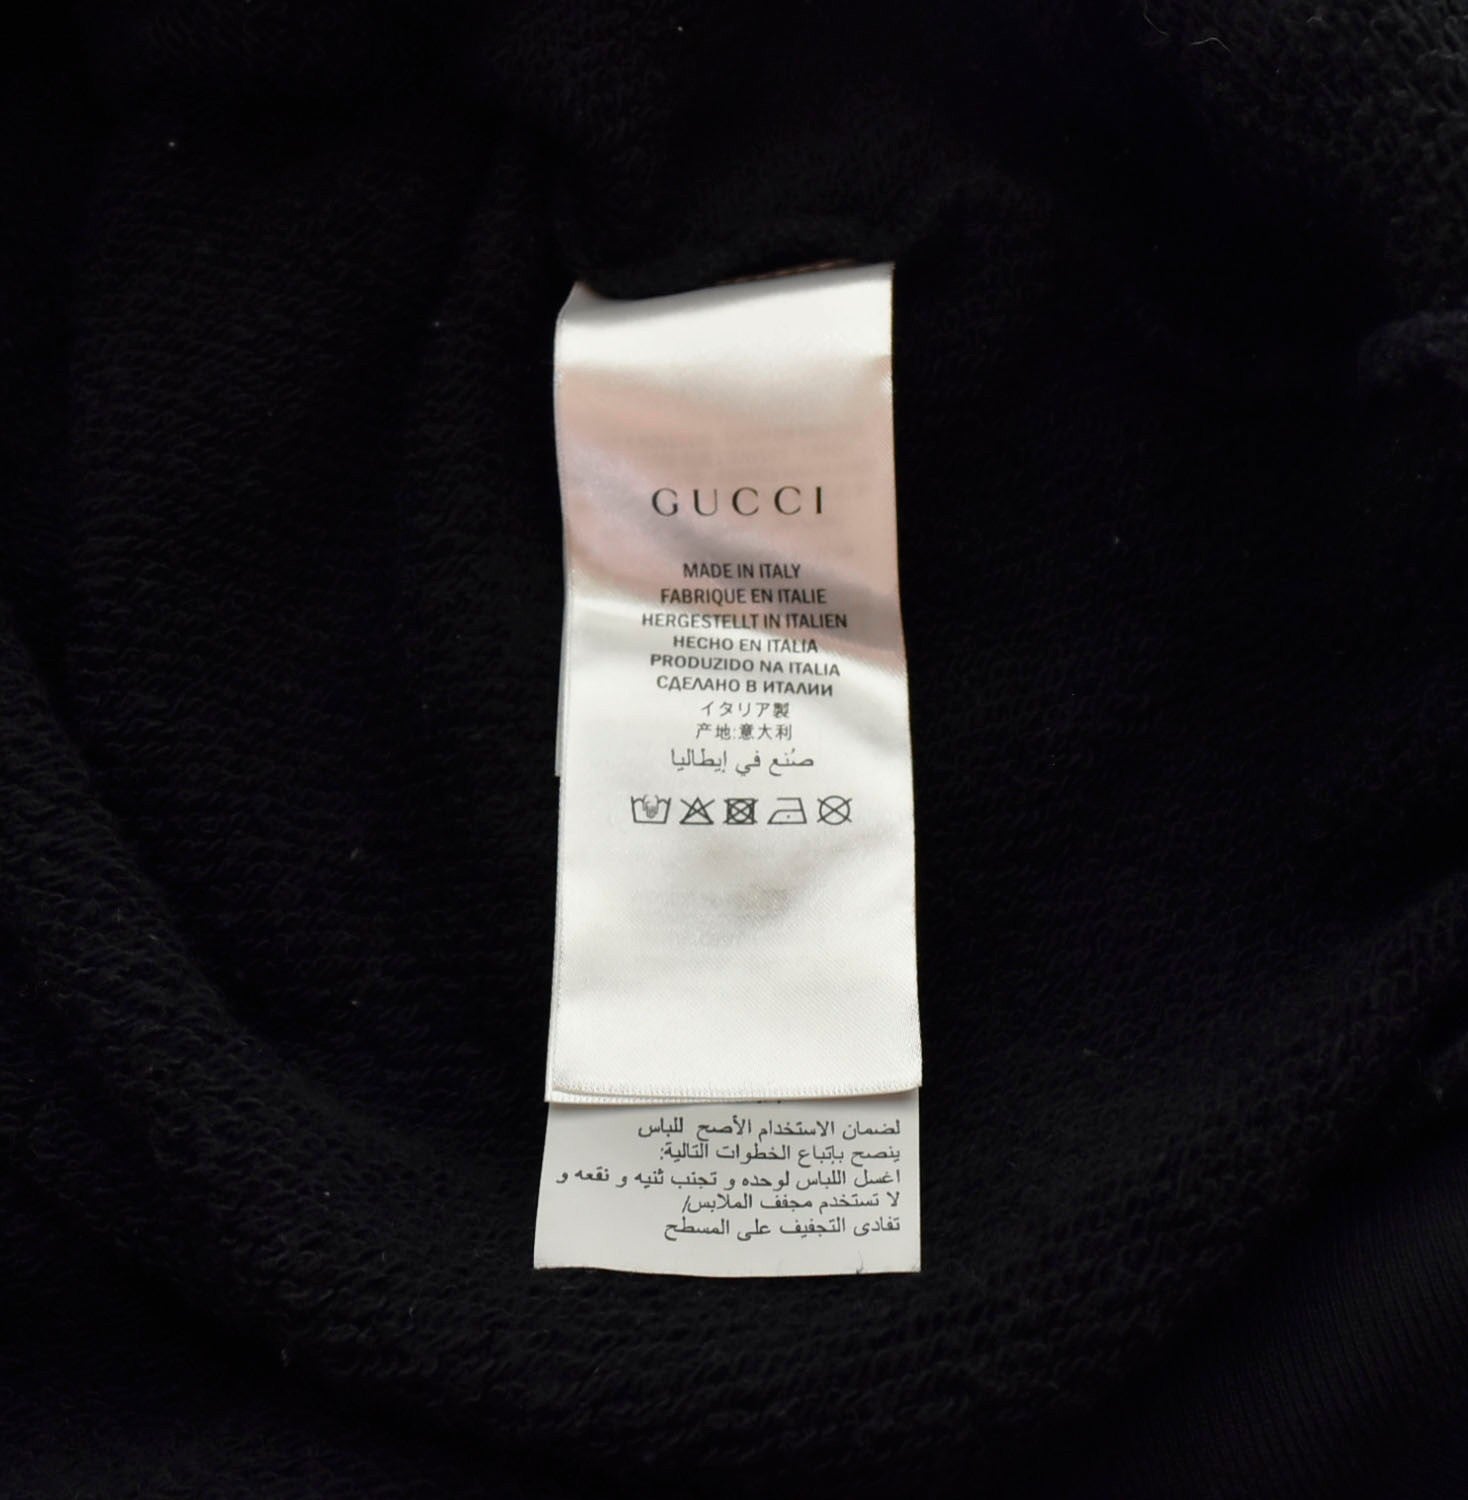 GUCCI
MADE IN ITALY
FABRIQUE EN ITALIE
HERGESTELLT IN ITALIEN
HECHO EN ITALIA
PRODUZIDO NA ITALIA
СДЕЛАНО В ИТАЛИИ
イタリア製
产地:意大利
صُنع في إيطاليا
لضمان الاستخدام الأصح للباس
ينصح بإتباع الخطوات التالية:
اغسل اللباس لوحده و تجنب ثنيه و نقعه و
لا تستخدم مجفف الملابس/
تفادى التجفيف على المسطح